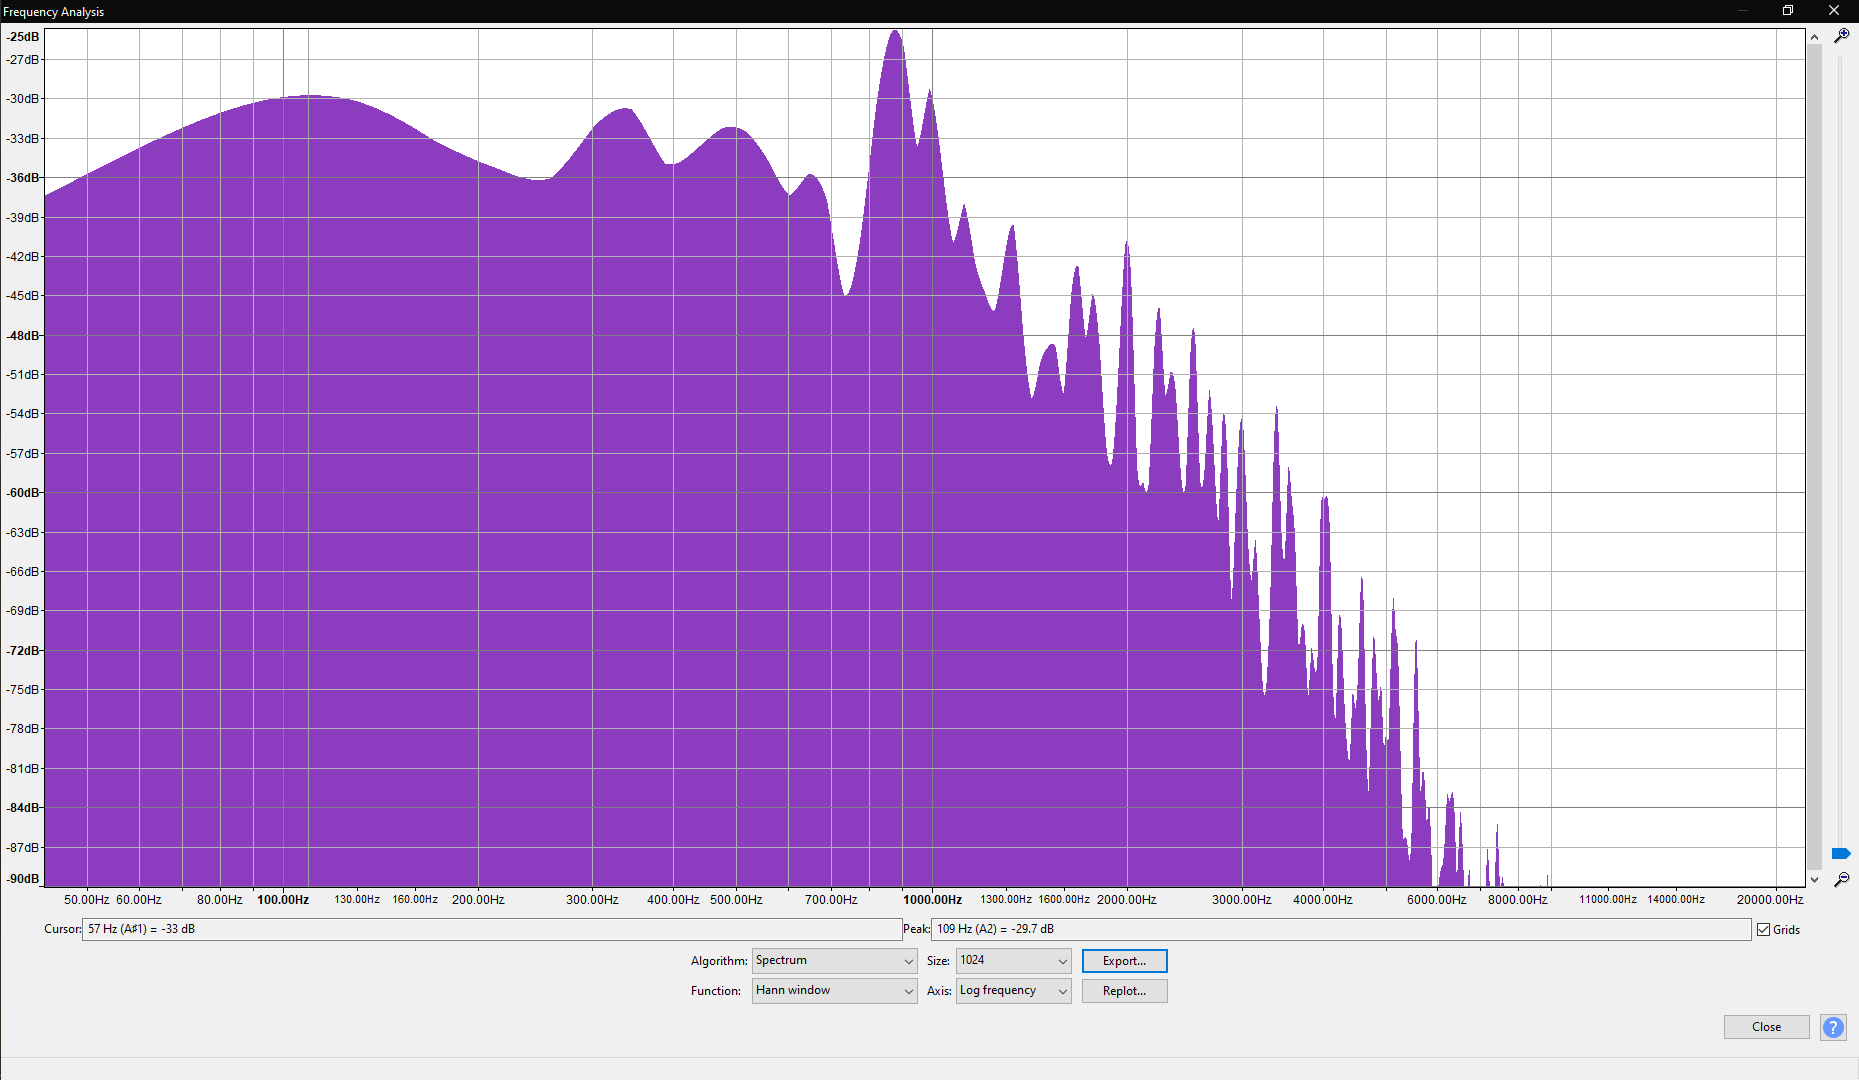 Frequency Analysis
-25dB
-27dB
-30dB
-33dB
-36dB
-39dB
-42dB
-45dB
-48dB
-51dB
-54dB
-57dB
-60dB
-63dB
-66dB
-69dB
-72dB
-75dB
-78dB
-81dB
-84dB
-87dB
-90dB
50.00Hz 60.00Hz 80.00Hz 100.00Hz 130.00Hz 160.00Hz 200.00Hz 300.00Hz 400.00Hz 500.00Hz 700.00Hz 1000.00Hz 1300.00Hz 1600.00Hz 2000.00Hz 3000.00Hz 4000.00Hz 6000.00Hz 8000.00Hz 11000.00Hz 14000.00Hz 20000.00Hz
Cursor: 57 Hz (A♯1) = -33 dB Peak: 109 Hz (A2) = -29.7 dB Grids
Algorithm: Spectrum Size: 1024 Export...
Function: Hann window Axis: Log frequency Replot...
Close ?